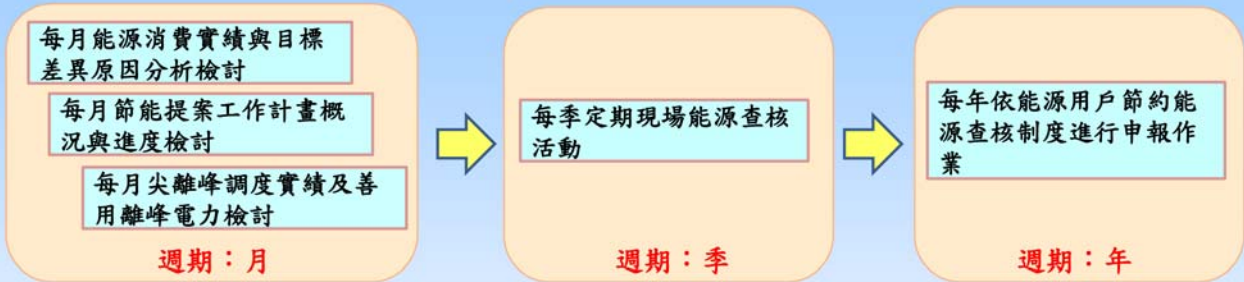 每月能源消費實績與目標
差異原因分析檢討
每月節能提案工作計畫概
況與進度檢討
每月尖離峰調度實績及善
用離峰電力檢討
週期：月
每季定期現場能源查核
活動
週期：季
每年依能源用戶節約能
源查核制度進行申報作
業
週期：年